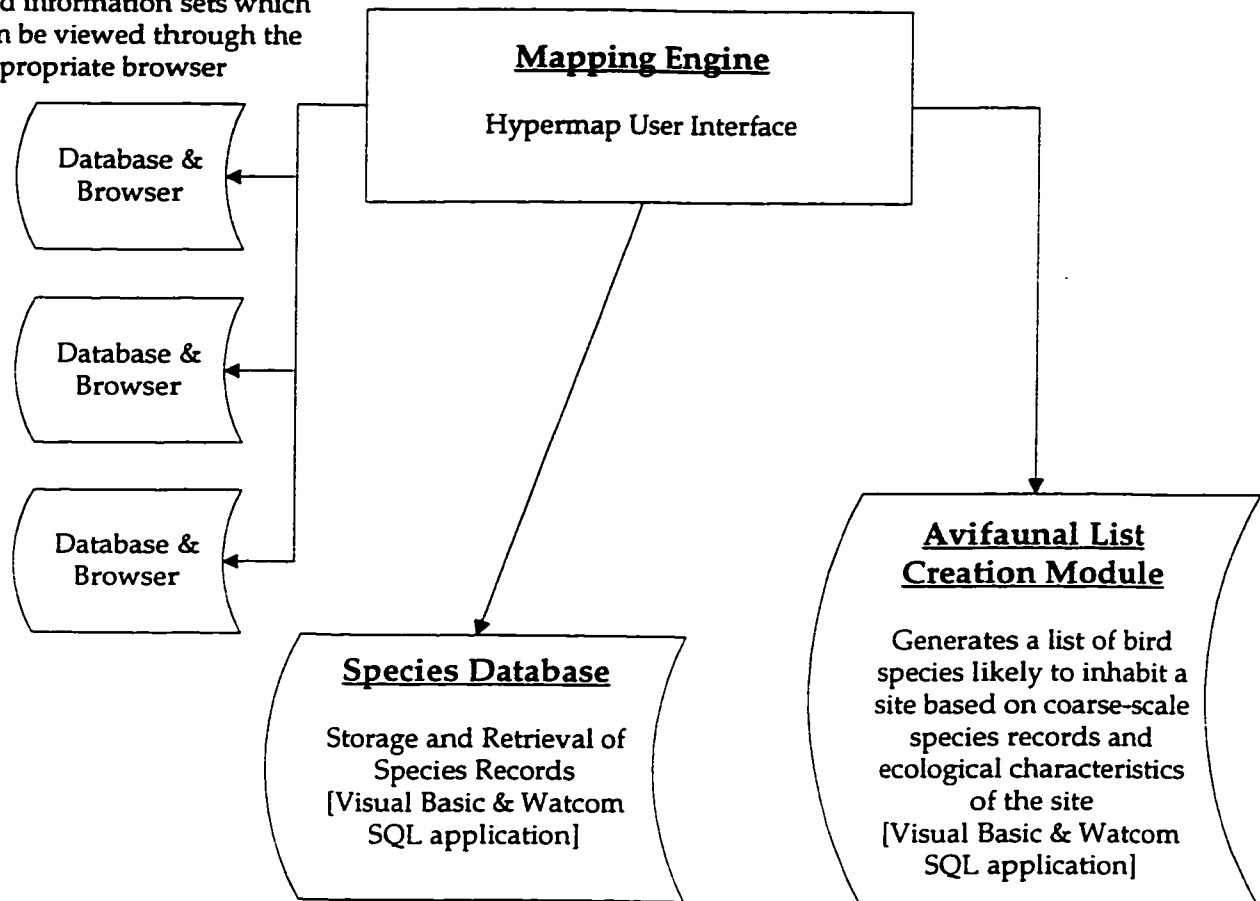 information sets which
be viewed through the
browser
Mapping Engine
Hypermap User Interface
Database &
Browser
Database &
Browser
Database &
Browser
Species Database
Storage and Retrieval of
Species Records
[Visual Basic & Watcom
SQL application]
Avifaunal List
Creation Module
Generates a list of bird
species likely to inhabit a
site based on coarse-scale
species records and
ecological characteristics
of the site
[Visual Basic & Watcom
SQL application]